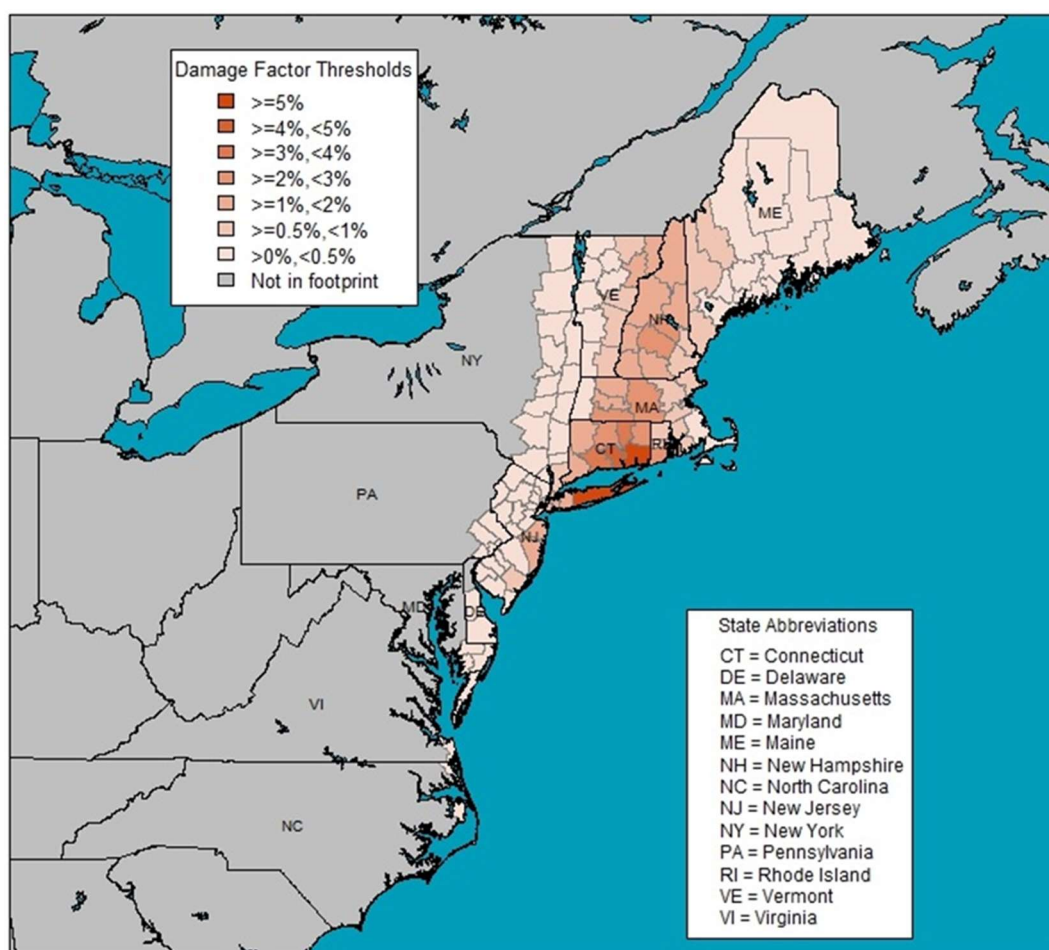 Damage Factor Thresholds
>=5%
>=4%,<5%
>=3%,<4%
>=2%,<3%
>=1%,<2%
>=0.5%,<1%
>0%,<0.5%
Not in footprint
ME
VE
NH
NY
MA
CT
RI
PA
NJ
MD
DE
VI
NC
State Abbreviations
CT = Connecticut
DE = Delaware
MA = Massachusetts
MD = Maryland
ME = Maine
NH = New Hampshire
NC = North Carolina
NJ = New Jersey
NY = New York
PA = Pennsylvania
RI = Rhode Island
VE = Vermont
VI = Virginia